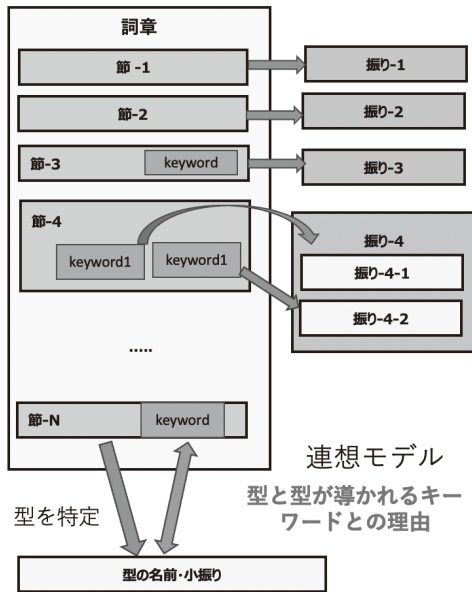 詞章
節 -1
振り-1
節-2
振り-2
節-3
keyword
振り-3
節-4
keyword1
keyword1
振り-4
振り-4-1
振り-4-2
.....
節-N
keyword
連想モデル
型と型が導かれるキー
ワードとの理由
型を特定
型の名前・小振り